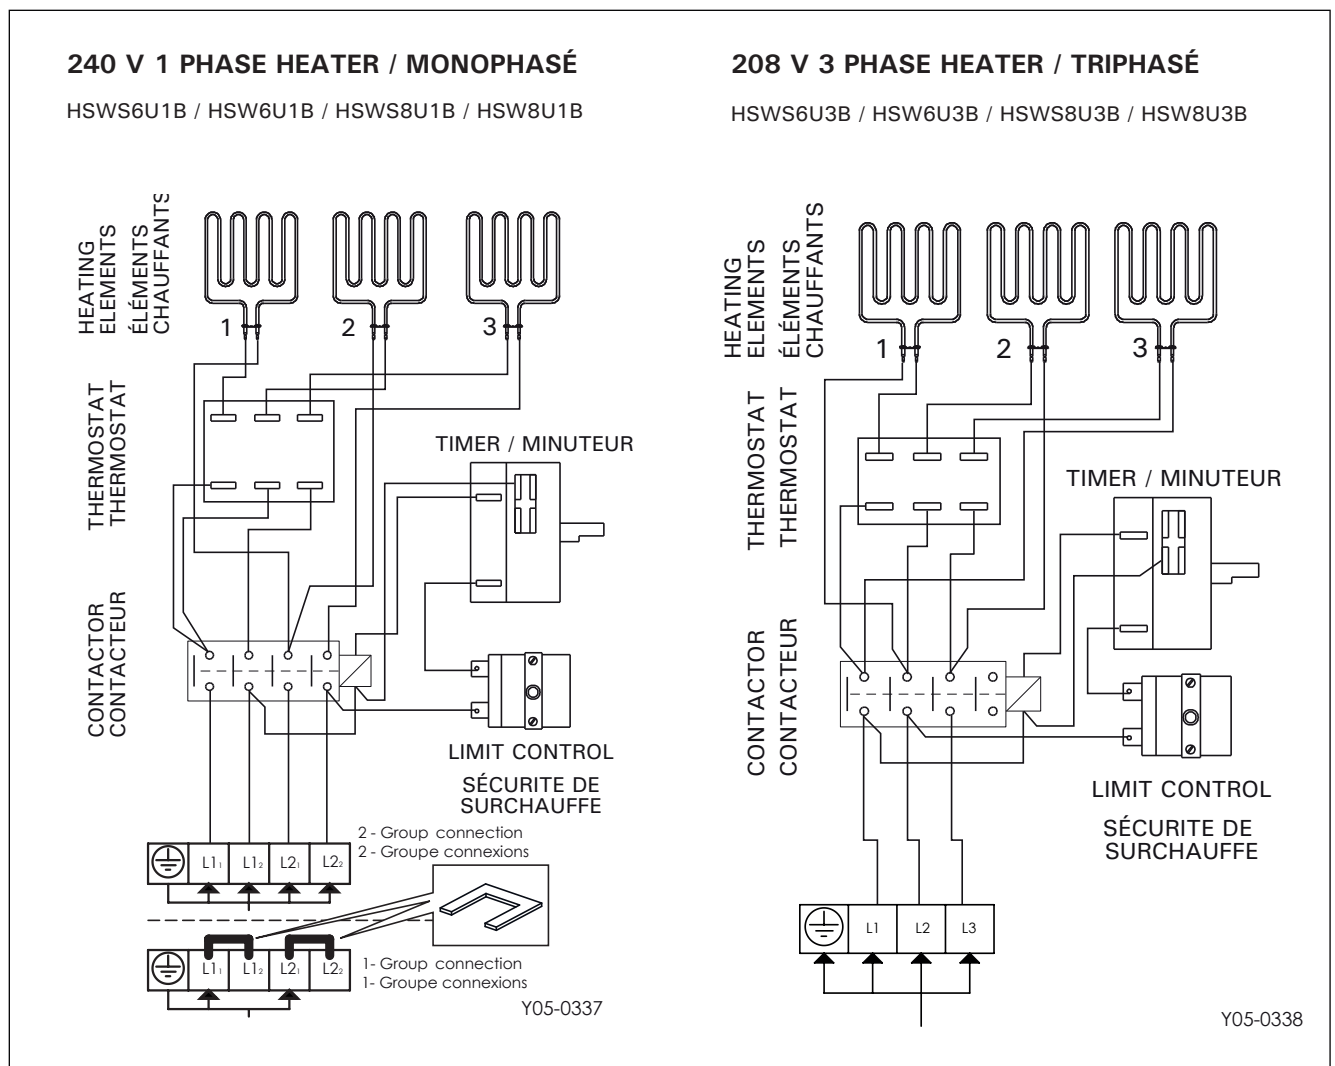 240 V 1 PHASE HEATER / MONOPHASÉ
HSWS6U1B / HSW6U1B / HSWS8U1B / HSW8U1B
HEATING
ELEMENTS
ÉLÉMENTS
CHAUFFANTS
1
2
3
THERMOSTAT
THERMOSTAT
TIMER / MINUTEUR
CONTACTOR
CONTACTEUR
LIMIT CONTROL
SÉCURITE DE
SURCHAUFFE
2 - Group connection
2 - Groupe connexions
L1₁ L1₂ L2₁ L2₂
L1₁ L1₂ L2₁ L2₂
1- Group connection
1- Groupe connexions
Y05-0337
208 V 3 PHASE HEATER / TRIPHASÉ
HSWS6U3B / HSW6U3B / HSWS8U3B / HSW8U3B
HEATING
ELEMENTS
ÉLÉMENTS
CHAUFFANTS
1
2
3
THERMOSTAT
THERMOSTAT
TIMER / MINUTEUR
CONTACTOR
CONTACTEUR
LIMIT CONTROL
SÉCURITE DE
SURCHAUFFE
L1 L2 L3
Y05-0338